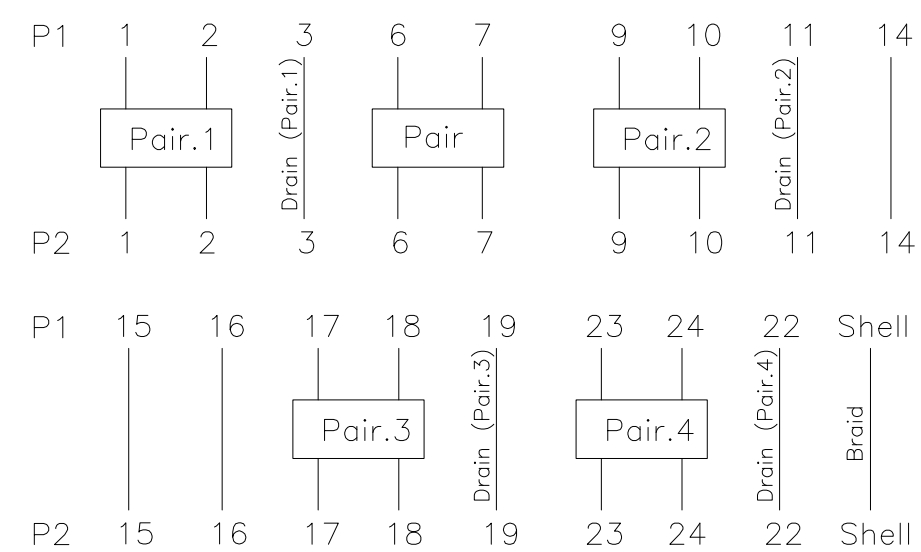 P1 1 2 3 6 7 9 10 11 14
Pair.1 Drain (Pair.1) Pair Pair.2 Drain (Pair.2)
P2 1 2 3 6 7 9 10 11 14
P1 15 16 17 18 19 23 24 22 Shell
Pair.3 Drain (Pair.3) Pair.4 Drain (Pair.4) Braid
P2 15 16 17 18 19 23 24 22 Shell